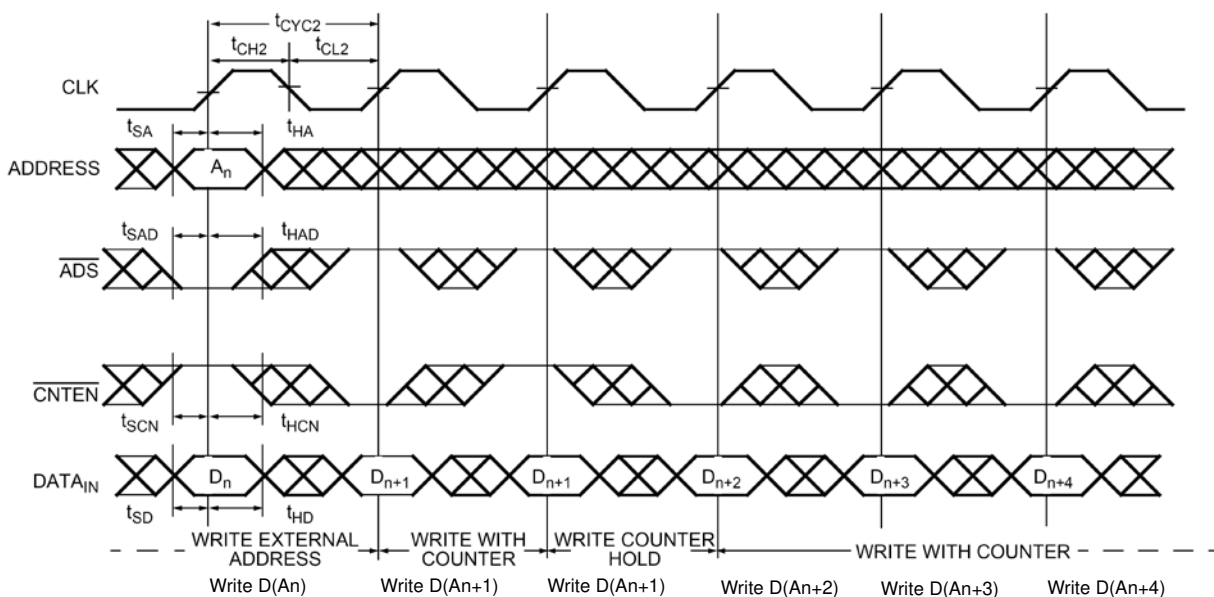 tCYC2
tCH2 tCL2
CLK
tSA tHA
ADDRESS An
tSAD tHAD
ADS
CNTEN
tSCN tHCN
DATAIN Dn Dn+1 Dn+1 Dn+2 Dn+3 Dn+4
tSD tHD
WRITE EXTERNAL ADDRESS
WRITE WITH COUNTER
WRITE COUNTER HOLD
WRITE WITH COUNTER
Write D(An) Write D(An+1) Write D(An+1) Write D(An+2) Write D(An+3) Write D(An+4)